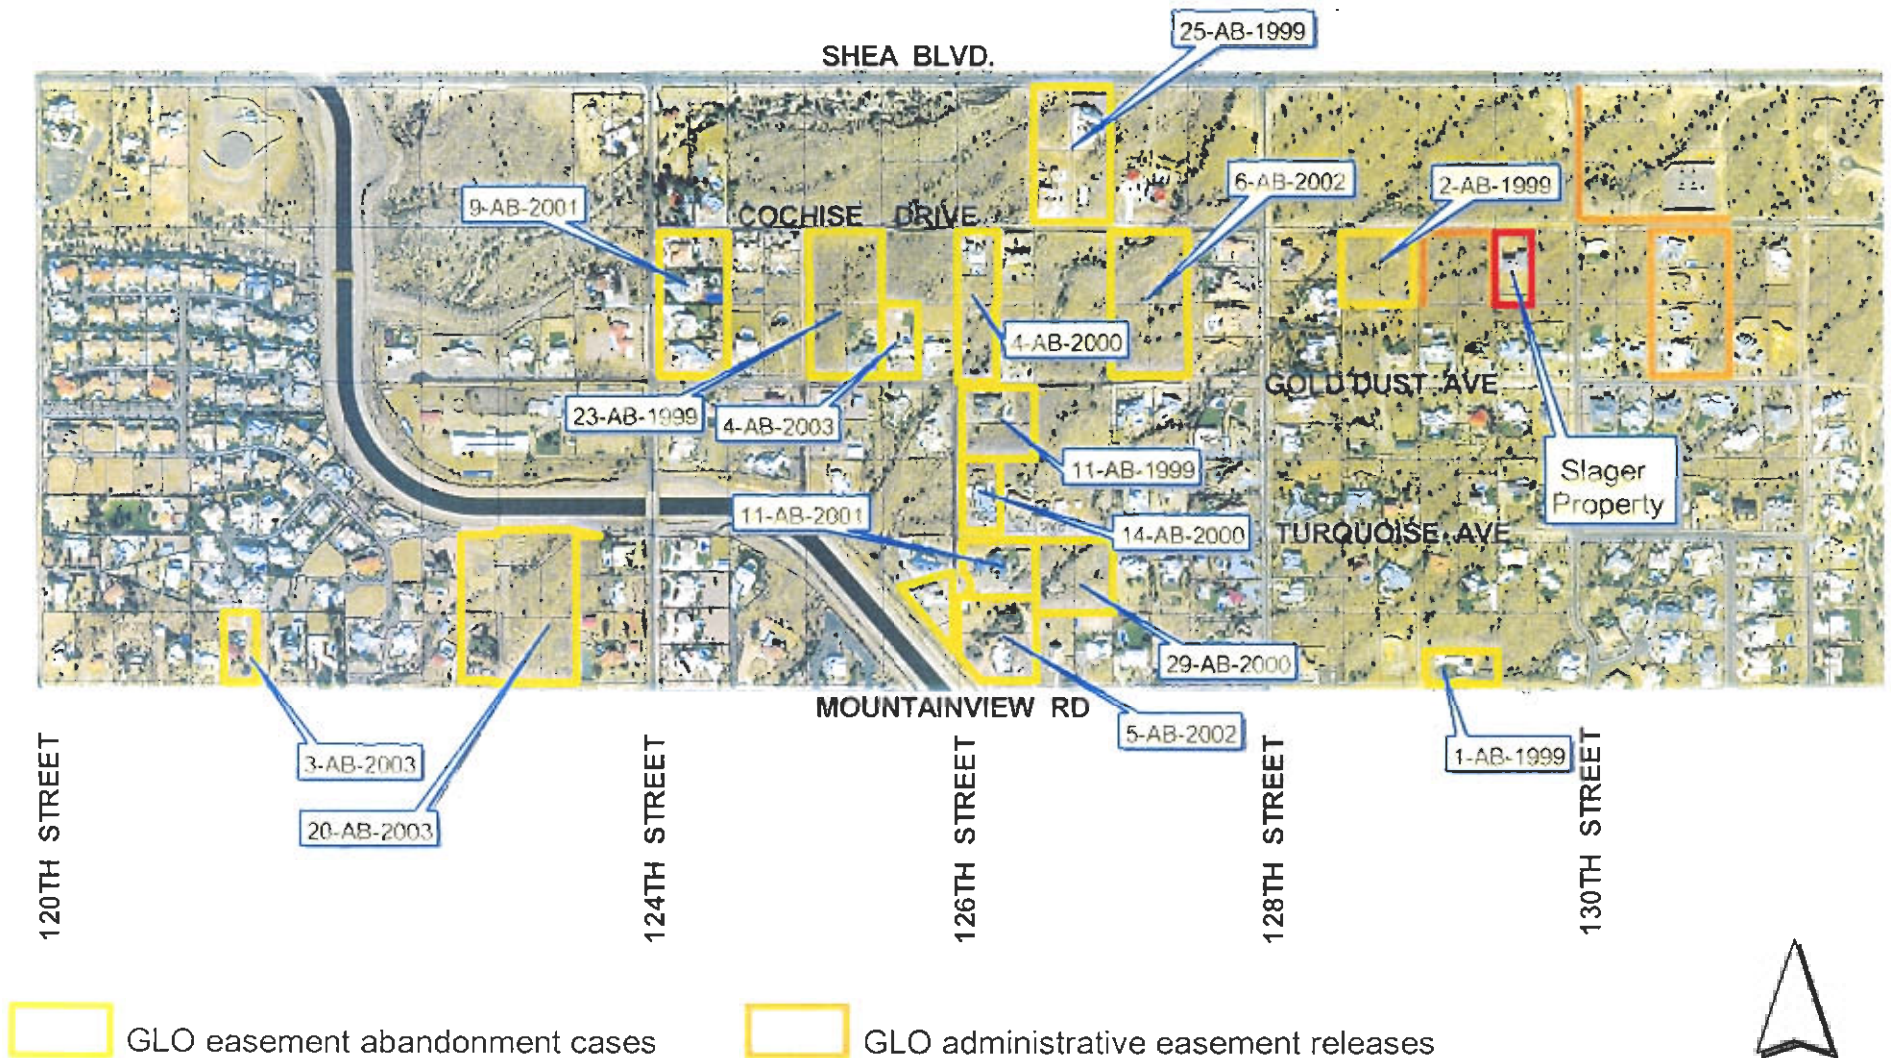 25-AB-1999
SHEA BLVD.
6-AB-2002
2-AB-1999
9-AB-2001
COCHISE DRIVE
4-AB-2000
GOLD DUST AVE
23-AB-1999
4-AB-2003
11-AB-1999
Slager
Property
11-AB-2001
14-AB-2000
TURQUOISE AVE
29-AB-2000
MOUNTAINVIEW RD
5-AB-2002
3-AB-2003
1-AB-1999
20-AB-2003
120TH STREET
124TH STREET
126TH STREET
128TH STREET
130TH STREET
GLO easement abandonment cases
GLO administrative easement releases